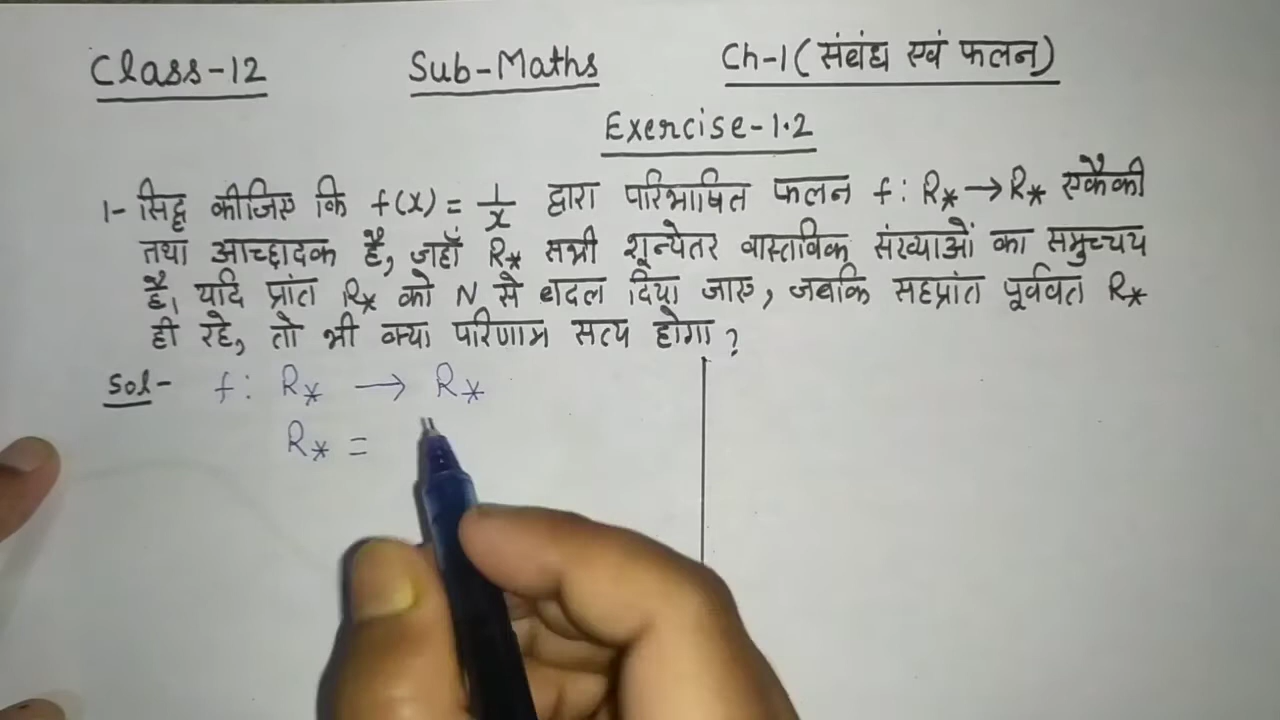 Class-12 Sub-Maths Ch-1 (संबंध एवं फलन)
Exercise-1.2
1- सिद्ध कीजिए कि f(x) = 1/x द्वारा परिभाषित फलन f: R* → R* एकैकी
तथा आच्छादक है, जहाँ R* सभी शून्येतर वास्तविक संख्याओं का समुच्चय
है। यदि प्रांत R* को N से बदल दिया जाए, जबकि सहप्रांत पूर्ववत R*
ही रहे, तो भी क्या परिणाम सत्य होगा?
Sol- f: R* → R*
R* =